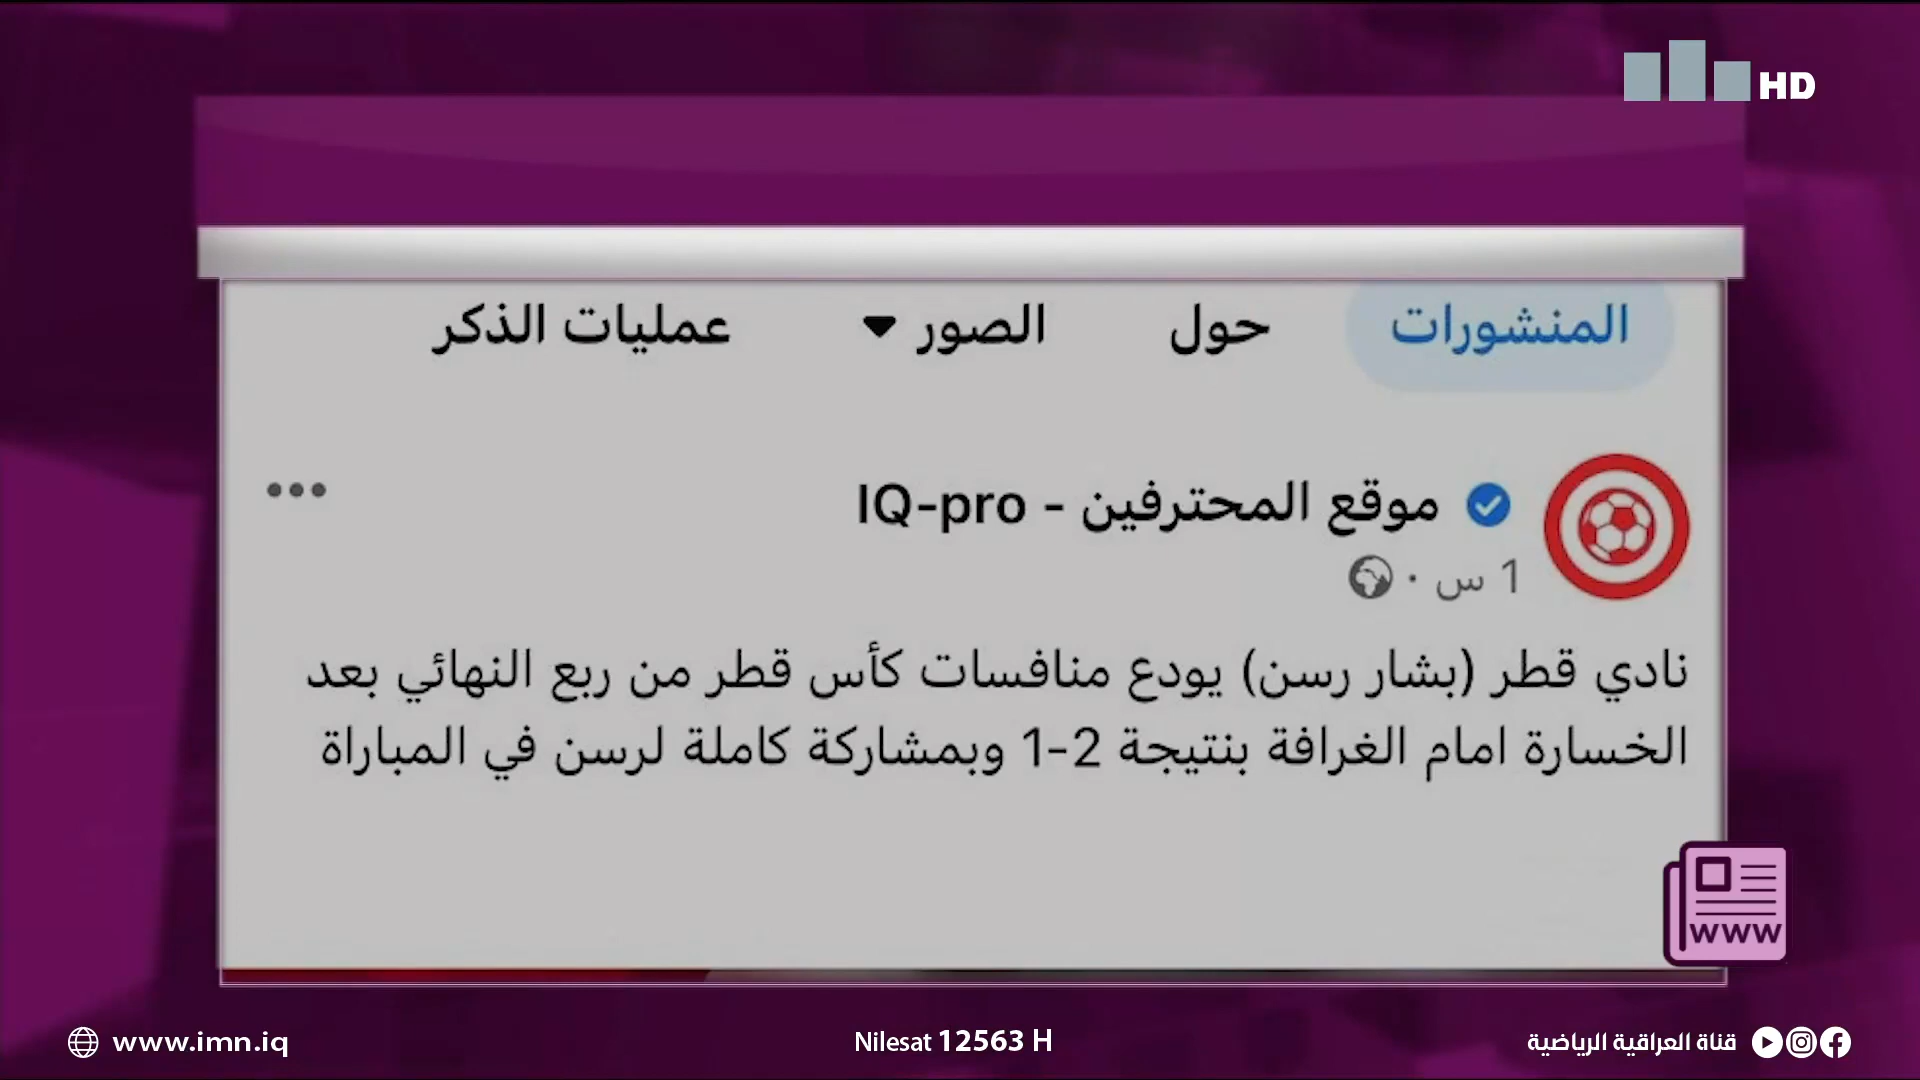 HD
المنشورات حول الصور عمليات الذكر
موقع المحترفين - IQ-pro
1 س ·
نادي قطر (بشار رسن) يودع منافسات كأس قطر من ربع النهائي بعد
الخسارة امام الغرافة بنتيجة 2-1 وبمشاركة كاملة لرسن في المباراة
www
www.imn.iq
Nilesat 12563 H
قناة العراقية الرياضية